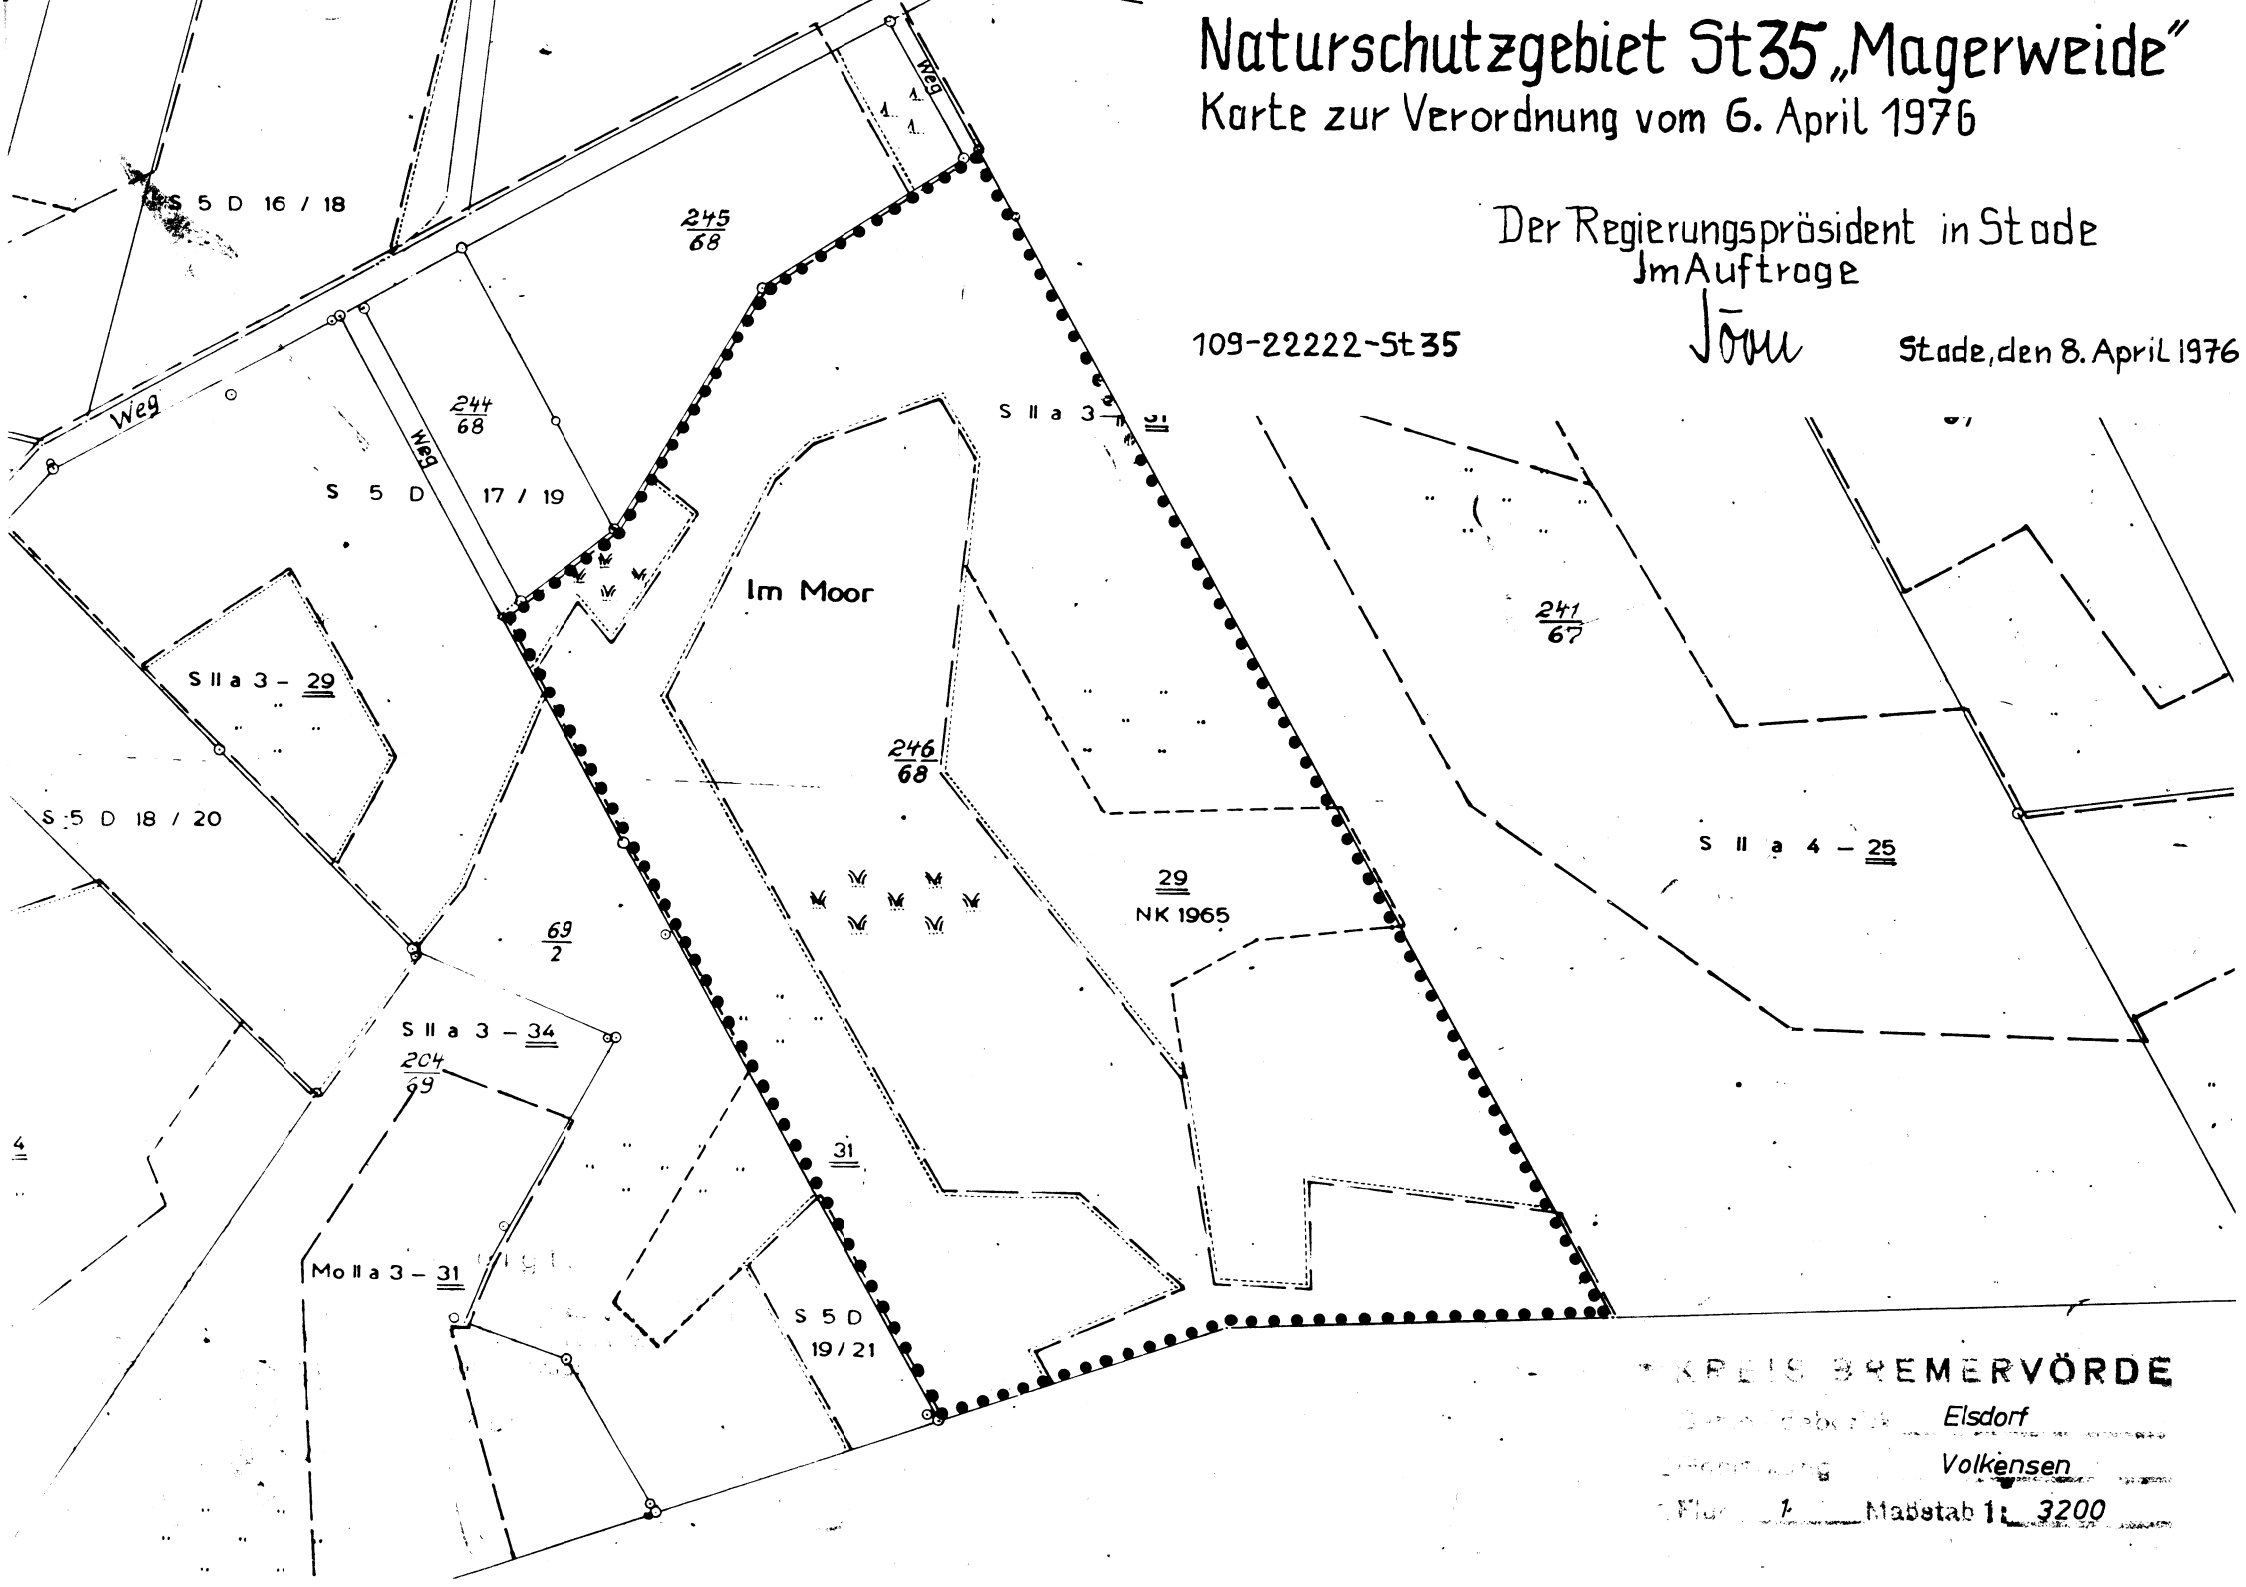 Naturschutzgebiet St35 „Magerweide"
Karte zur Verordnung vom 6. April 1976
Der Regierungspräsident in Stade
Im Auftrage
109-22222-St35
Stade, den 8. April 1976
Weg
S 5 D 16 / 18
245
68
Weg
244
68
Weg
S II a 3 - 31
S 5 D 17 / 19
Im Moor
241
67
S II a 3 - 29
246
68
S 5 D 18 / 20
S II a 4 - 25
29
NK 1965
69
2
S II a 3 - 34
204
69
4
31
Mo II a 3 - 31
S 5 D
19 / 21
KREIS BREMERVÖRDE
Elsdorf
Volkensen
Flur 1 Maßstab 1: 3200